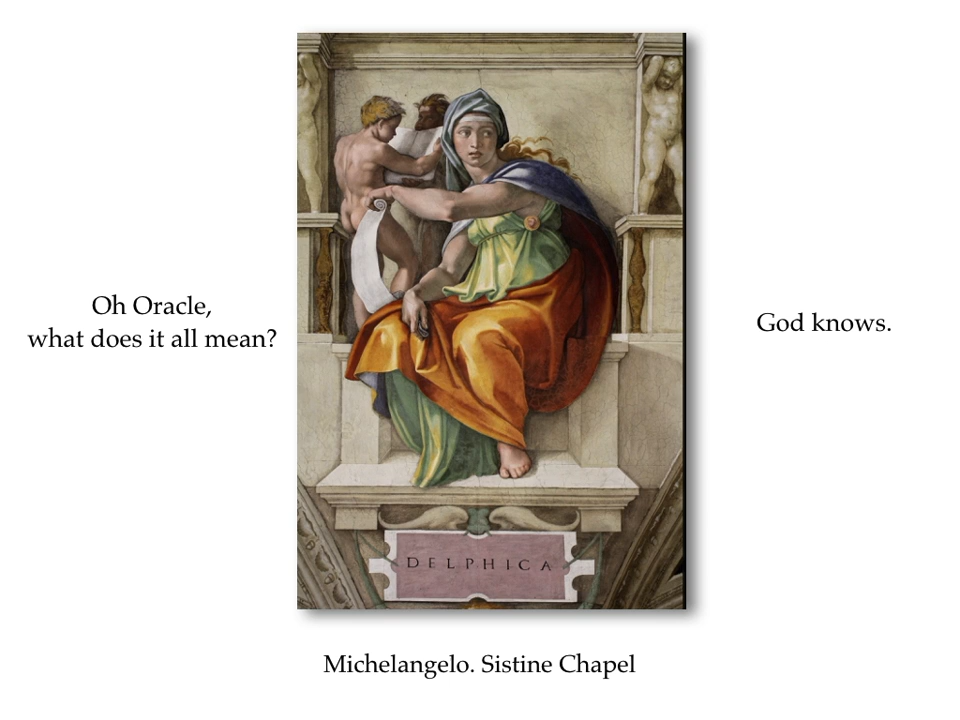 Oh Oracle,
what does it all mean?
God knows.
DELPHICA
Michelangelo. Sistine Chapel